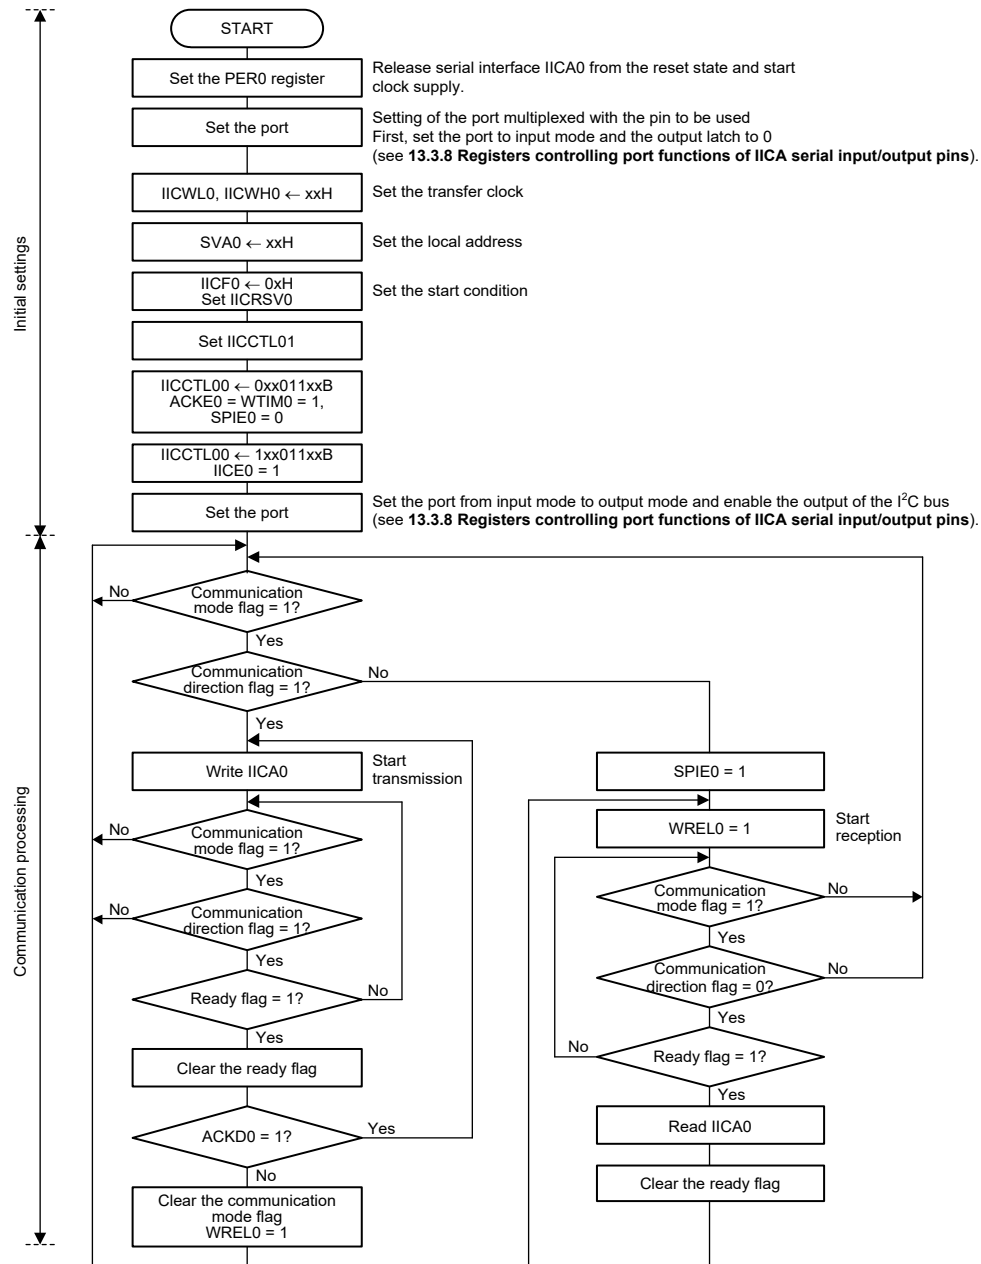 START
Set the PER0 register
Release serial interface IICA0 from the reset state and start
clock supply.
Set the port
Setting of the port multiplexed with the pin to be used
First, set the port to input mode and the output latch to 0
(see 13.3.8 Registers controlling port functions of IICA serial input/output pins).
IICWL0, IICWH0 ← xxH
Set the transfer clock
SVA0 ← xxH
Set the local address
IICF0 ← 0xH
Set IICRSV0
Set the start condition
Initial settings
Set IICCTL01
IICCTL00 ← 0xx011xxB
ACKE0 = WTIM0 = 1,
SPIE0 = 0
IICCTL00 ← 1xx011xxB
IICE0 = 1
Set the port
Set the port from input mode to output mode and enable the output of the I²C bus
(see 13.3.8 Registers controlling port functions of IICA serial input/output pins).
Communication processing
No
Communication
mode flag = 1?
Yes
Communication
direction flag = 1?
No
Yes
Write IICA0
Start
transmission
No
Communication
mode flag = 1?
Yes
No
Communication
direction flag = 1?
Yes
Ready flag = 1?
No
Yes
Clear the ready flag
ACKD0 = 1?
Yes
No
Clear the communication
mode flag
WREL0 = 1
SPIE0 = 1
WREL0 = 1
Start
reception
Communication
mode flag = 1?
No
Yes
Communication
direction flag = 0?
No
Yes
No
Ready flag = 1?
Yes
Read IICA0
Clear the ready flag